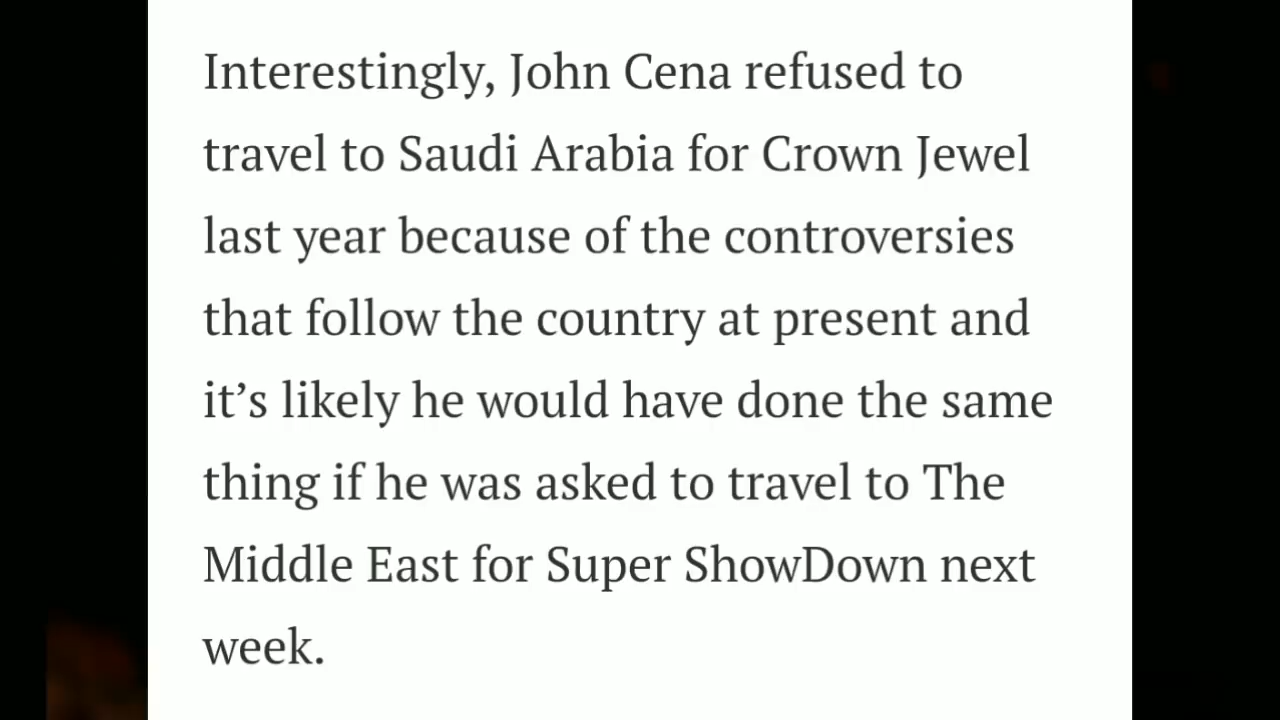 Interestingly, John Cena refused to
travel to Saudi Arabia for Crown Jewel
last year because of the controversies
that follow the country at present and
it’s likely he would have done the same
thing if he was asked to travel to The
Middle East for Super ShowDown next
week.